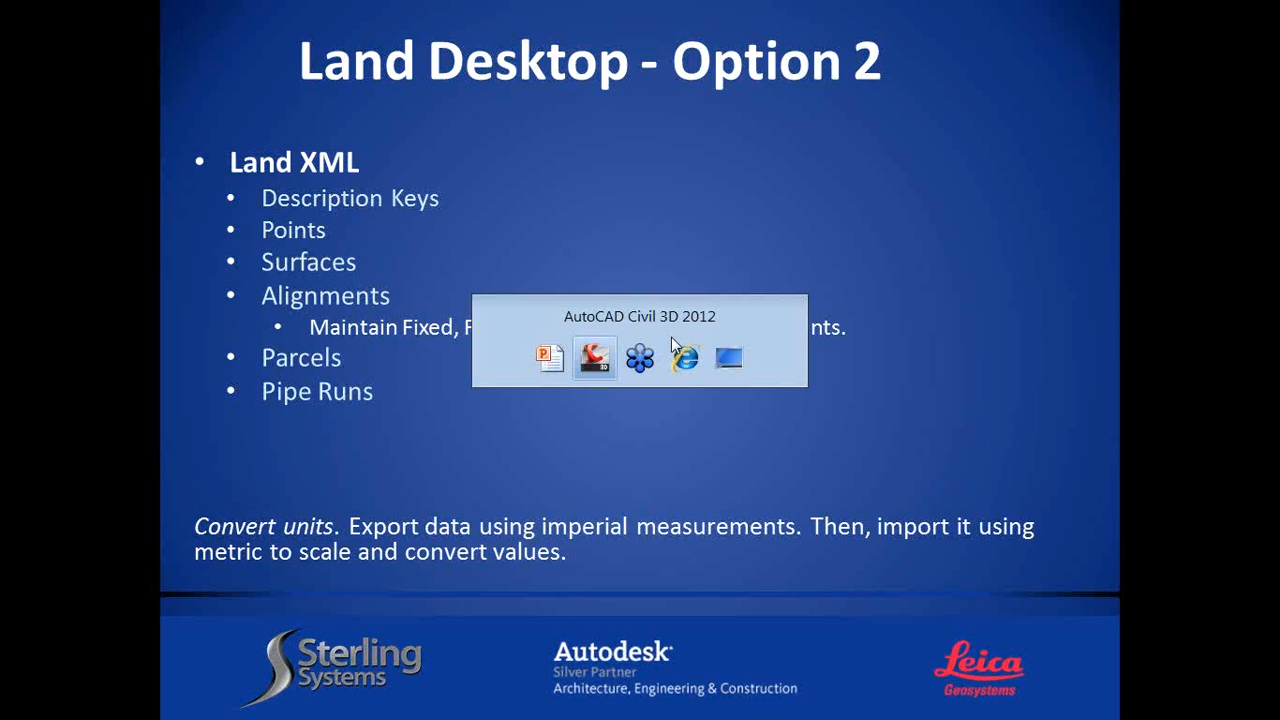 Land Desktop - Option 2
• Land XML
• Description Keys
• Points
• Surfaces
• Alignments
• Maintain Fixed, F nts.
AutoCAD Civil 3D 2012
• Parcels
• Pipe Runs
Convert units. Export data using imperial measurements. Then, import it using
metric to scale and convert values.
Sterling
Systems
Autodesk®
Silver Partner
Architecture, Engineering & Construction
Leica
Geosystems